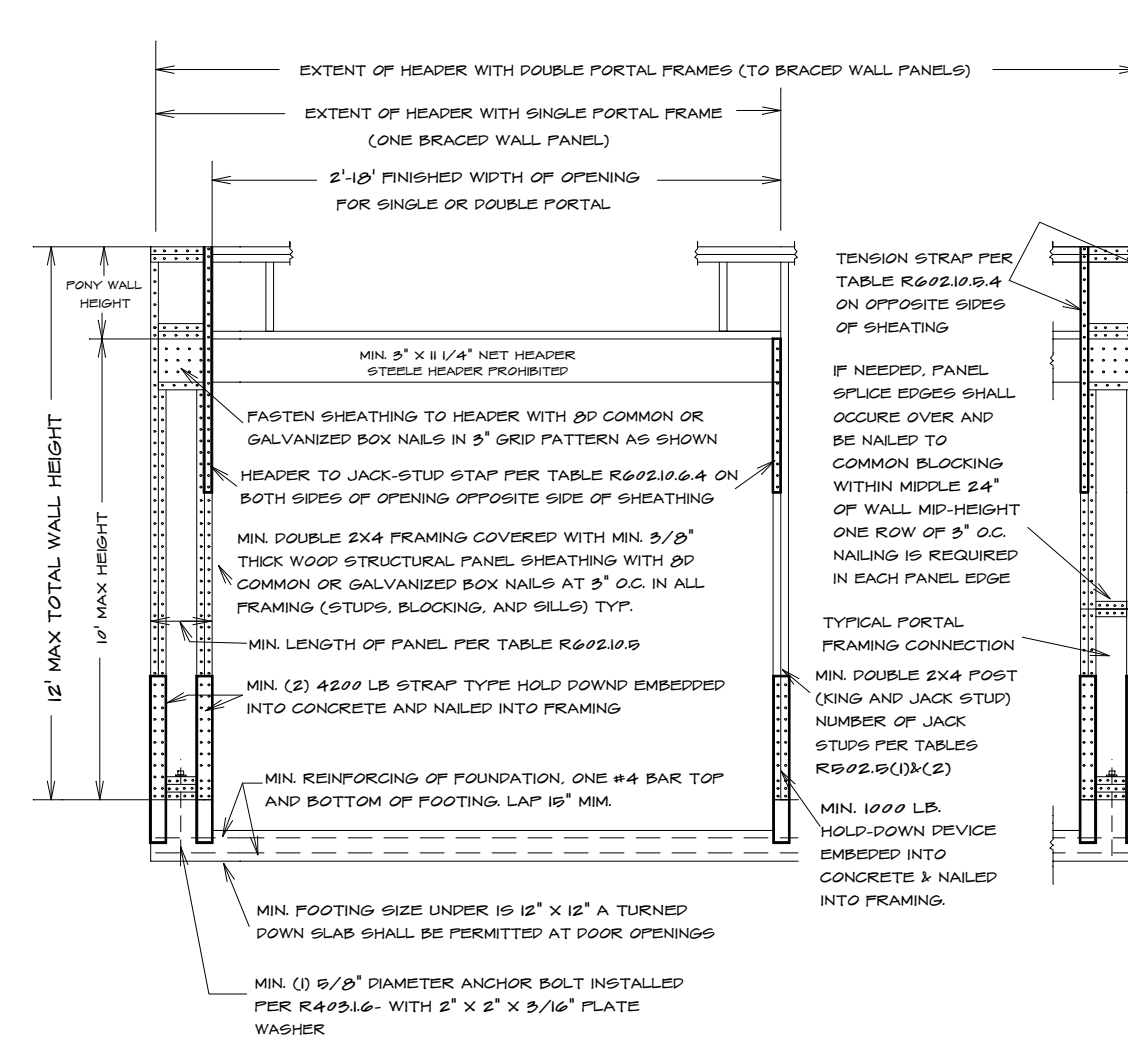 EXTENT OF HEADER WITH DOUBLE PORTAL FRAMES (TO BRACED WALL PANELS)
EXTENT OF HEADER WITH SINGLE PORTAL FRAME
(ONE BRACED WALL PANEL)
2'-18' FINISHED WIDTH OF OPENING
FOR SINGLE OR DOUBLE PORTAL
PONY WALL
HEIGHT
12' MAX TOTAL WALL HEIGHT
10' MAX HEIGHT
MIN. 3" X 11 1/4" NET HEADER
STEELE HEADER PROHIBITED
FASTEN SHEATHING TO HEADER WITH 8D COMMON OR
GALVANIZED BOX NAILS IN 3" GRID PATTERN AS SHOWN
HEADER TO JACK-STUD STAP PER TABLE R602.10.6.4 ON
BOTH SIDES OF OPENING OPPOSITE SIDE OF SHEATHING
MIN. DOUBLE 2X4 FRAMING COVERED WITH MIN. 3/8"
THICK WOOD STRUCTURAL PANEL SHEATHING WITH 8D
COMMON OR GALVANIZED BOX NAILS AT 3" O.C. IN ALL
FRAMING (STUDS, BLOCKING, AND SILLS) TYP.
MIN. LENGTH OF PANEL PER TABLE R602.10.5
MIN. (2) 4200 LB STRAP TYPE HOLD DOWND EMBEDDED
INTO CONCRETE AND NAILED INTO FRAMING
MIN. REINFORCING OF FOUNDATION, ONE #4 BAR TOP
AND BOTTOM OF FOOTING. LAP 15" MIM.
MIN. FOOTING SIZE UNDER IS 12" X 12" A TURNED
DOWN SLAB SHALL BE PERMITTED AT DOOR OPENINGS
MIN. (1) 5/8" DIAMETER ANCHOR BOLT INSTALLED
PER R403.1.6- WITH 2" X 2" X 3/16" PLATE
WASHER
TENSION STRAP PER
TABLE R602.10.5.4
ON OPPOSITE SIDES
OF SHEATING
IF NEEDED, PANEL
SPLICE EDGES SHALL
OCCURE OVER AND
BE NAILED TO
COMMON BLOCKING
WITHIN MIDDLE 24"
OF WALL MID-HEIGHT
ONE ROW OF 3" O.C.
NAILING IS REQUIRED
IN EACH PANEL EDGE
TYPICAL PORTAL
FRAMING CONNECTION
MIN. DOUBLE 2X4 POST
(KING AND JACK STUD)
NUMBER OF JACK
STUDS PER TABLES
R502.5(1)&(2)
MIN. 1000 LB.
HOLD-DOWN DEVICE
EMBEDED INTO
CONCRETE & NAILED
INTO FRAMING.